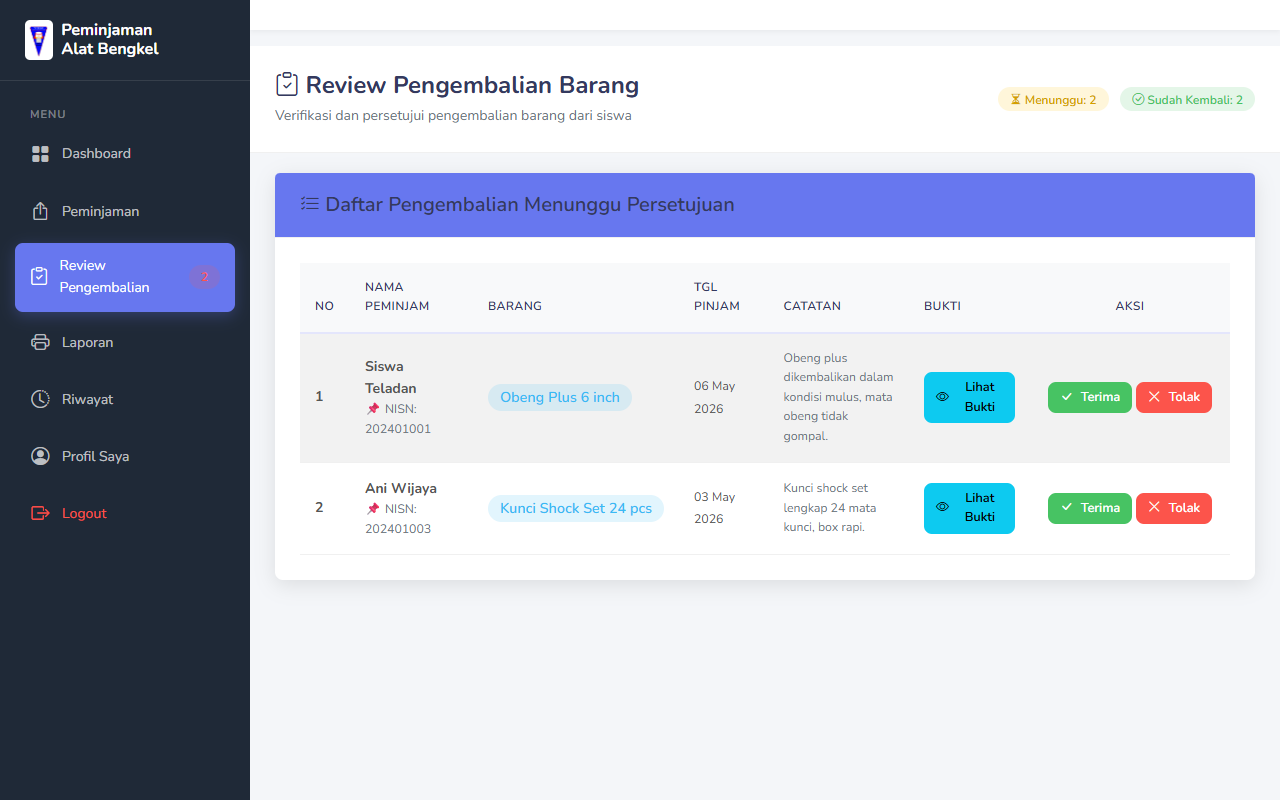 Peminjaman
Alat Bengkel
MENU
Dashboard
Peminjaman
Review
Pengembalian
2
Laporan
Riwayat
Profil Saya
Logout
Review Pengembalian Barang
Verifikasi dan persetujui pengembalian barang dari siswa
Menunggu: 2
Sudah Kembali: 2
Daftar Pengembalian Menunggu Persetujuan
NO
NAMA
PEMINJAM
BARANG
TGL
PINJAM
CATATAN
BUKTI
AKSI
1
Siswa
Teladan
NISN:
202401001
Obeng Plus 6 inch
06 May
2026
Obeng plus
dikembalikan dalam
kondisi mulus, mata
obeng tidak
gompal.
Lihat
Bukti
Terima
Tolak
2
Ani Wijaya
NISN:
202401003
Kunci Shock Set 24 pcs
03 May
2026
Kunci shock set
lengkap 24 mata
kunci, box rapi.
Lihat
Bukti
Terima
Tolak